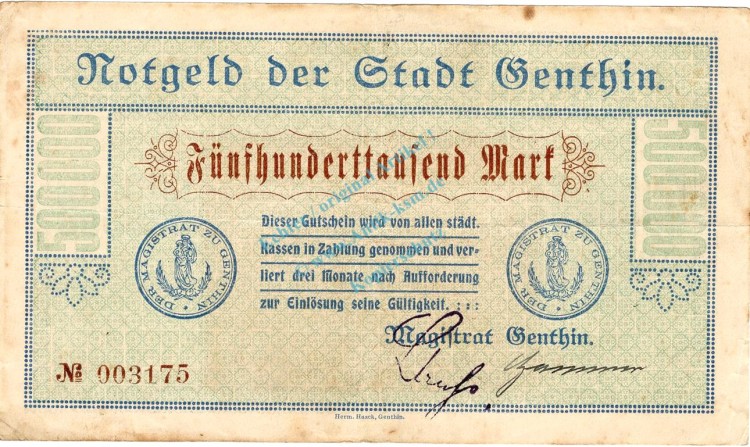 Notgeld der Stadt Genthin.
500000
Fünfhunderttausend Mark
500000
Dieser Gutschein wird von allen städt.
Kassen in Zahlung genommen und ver-
liert drei Monate nach Aufforderung
zur Einlösung seine Gültigkeit. : : :
DER MAGISTRAT ZU GENTHIN
DER MAGISTRAT ZU GENTHIN
Magistrat Genthin.
№ 003175
Herm. Haack, Genthin.